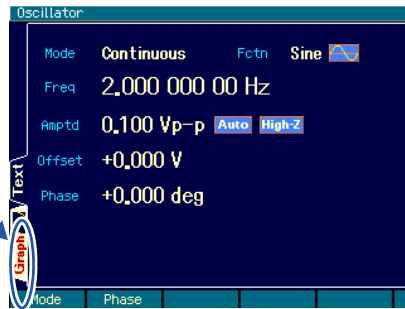 Oscillator
Mode Continuous Fctn Sine
Freq 2.000 000 00 Hz
Amptd 0.100 Vp-p Auto High-Z
Offset +0.000 V
Phase +0.000 deg
Text
Graph
Mode Phase